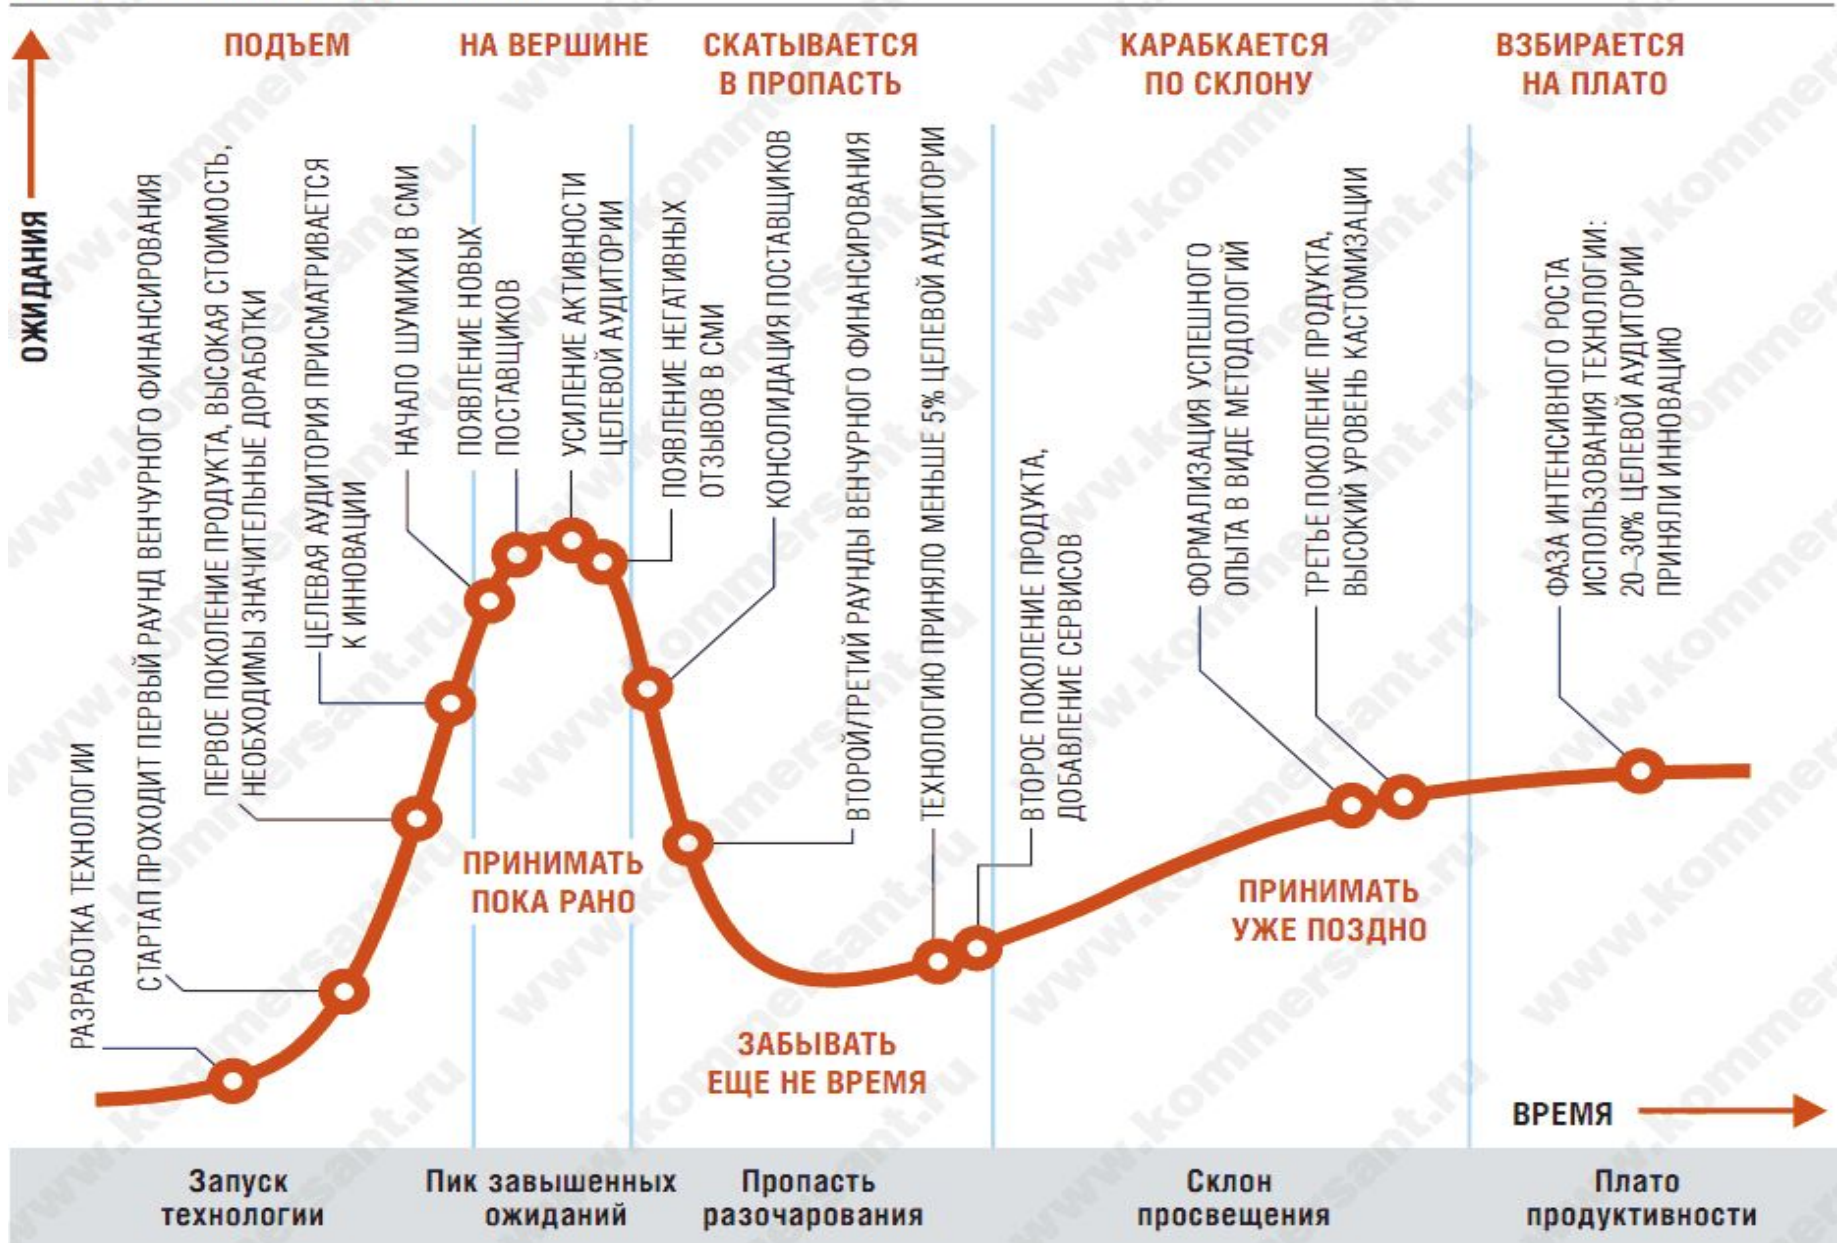 ПОДЪЕМ
НА ВЕРШИНЕ
СКАТЫВАЕТСЯ
В ПРОПАСТЬ
КАРАБКАЕТСЯ
ПО СКЛОНУ
ВЗБИРАЕТСЯ
НА ПЛАТО
ОЖИДАНИЯ
РАЗРАБОТКА ТЕХНОЛОГИИ
СТАРТАП ПРОХОДИТ ПЕРВЫЙ РАУНД ВЕНЧУРНОГО ФИНАНСИРОВАНИЯ
ПЕРВОЕ ПОКОЛЕНИЕ ПРОДУКТА, ВЫСОКАЯ СТОИМОСТЬ,
НЕОБХОДИМЫ ЗНАЧИТЕЛЬНЫЕ ДОРАБОТКИ
ЦЕЛЕВАЯ АУДИТОРИЯ ПРИСМАТРИВАЕТСЯ
К ИННОВАЦИИ
НАЧАЛО ШУМИХИ В СМИ
ПОЯВЛЕНИЕ НОВЫХ
ПОСТАВЩИКОВ
УСИЛЕНИЕ АКТИВНОСТИ
ЦЕЛЕВОЙ АУДИТОРИИ
ПОЯВЛЕНИЕ НЕГАТИВНЫХ
ОТЗЫВОВ В СМИ
КОНСОЛИДАЦИЯ ПОСТАВЩИКОВ
ВТОРОЙ/ТРЕТИЙ РАУНДЫ ВЕНЧУРНОГО ФИНАНСИРОВАНИЯ
ТЕХНОЛОГИЮ ПРИНЯЛО МЕНЬШЕ 5% ЦЕЛЕВОЙ АУДИТОРИИ
ВТОРОЕ ПОКОЛЕНИЕ ПРОДУКТА,
ДОБАВЛЕНИЕ СЕРВИСОВ
ФОРМАЛИЗАЦИЯ УСПЕШНОГО
ОПЫТА В ВИДЕ МЕТОДОЛОГИЙ
ТРЕТЬЕ ПОКОЛЕНИЕ ПРОДУКТА,
ВЫСОКИЙ УРОВЕНЬ КАСТОМИЗАЦИИ
ФАЗА ИНТЕНСИВНОГО РОСТА
ИСПОЛЬЗОВАНИЯ ТЕХНОЛОГИИ:
20–30% ЦЕЛЕВОЙ АУДИТОРИИ
ПРИНЯЛИ ИННОВАЦИЮ
ПРИНИМАТЬ
ПОКА РАНО
ЗАБЫВАТЬ
ЕЩЕ НЕ ВРЕМЯ
ПРИНИМАТЬ
УЖЕ ПОЗДНО
ВРЕМЯ
Запуск
технологии
Пик завышенных
ожиданий
Пропасть
разочарования
Склон
просвещения
Плато
продуктивности
www.kommersant.ru